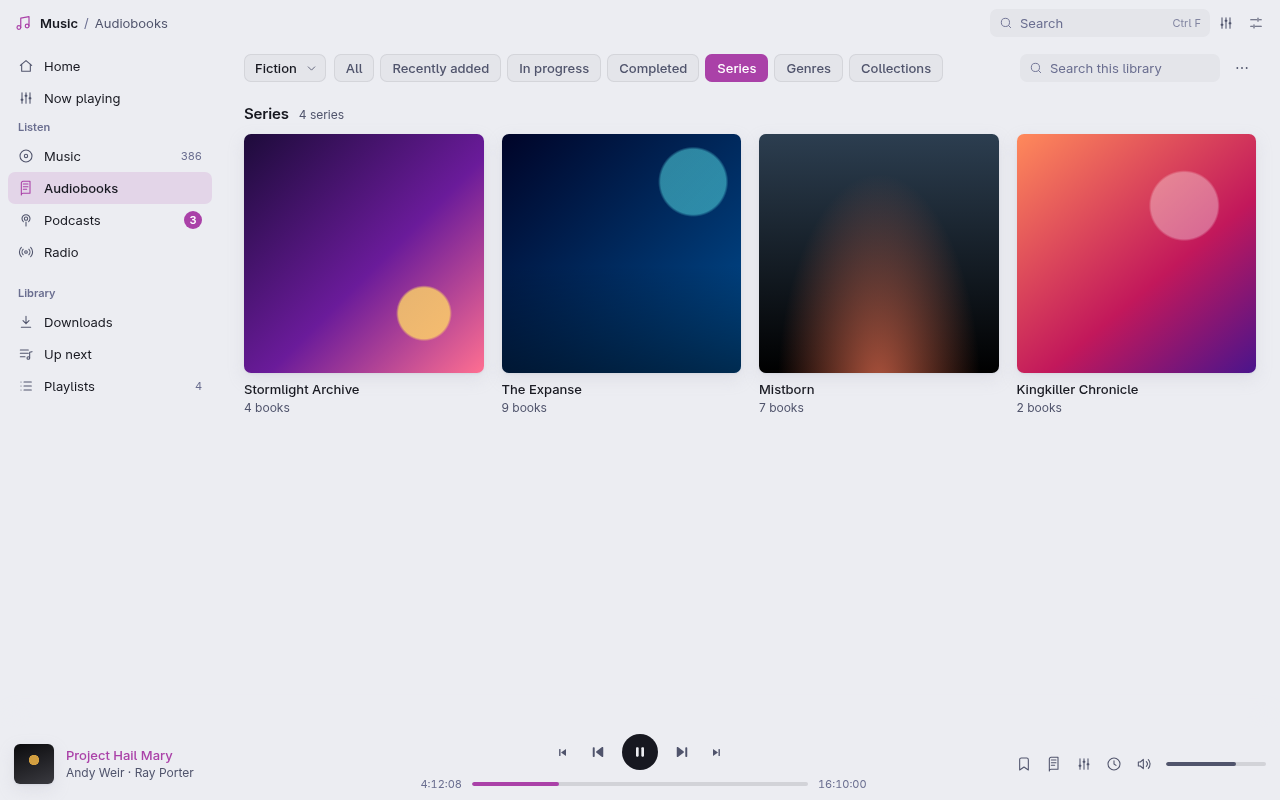 Music / Audiobooks
Search
Ctrl F
Home
Now playing
Listen
Music 386
Audiobooks
Podcasts 3
Radio
Library
Downloads
Up next
Playlists 4
Fiction
All
Recently added
In progress
Completed
Series
Genres
Collections
Search this library
Series 4 series
Stormlight Archive
4 books
The Expanse
9 books
Mistborn
7 books
Kingkiller Chronicle
2 books
Project Hail Mary
Andy Weir · Ray Porter
4:12:08
16:10:00